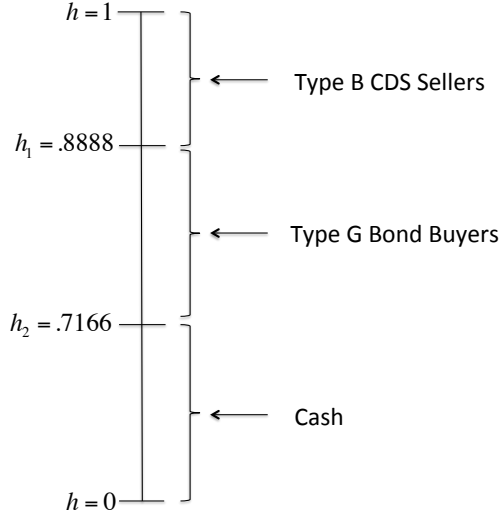 h = 1
Type B CDS Sellers
h₁ = .8888
Type G Bond Buyers
h₂ = .7166
Cash
h = 0